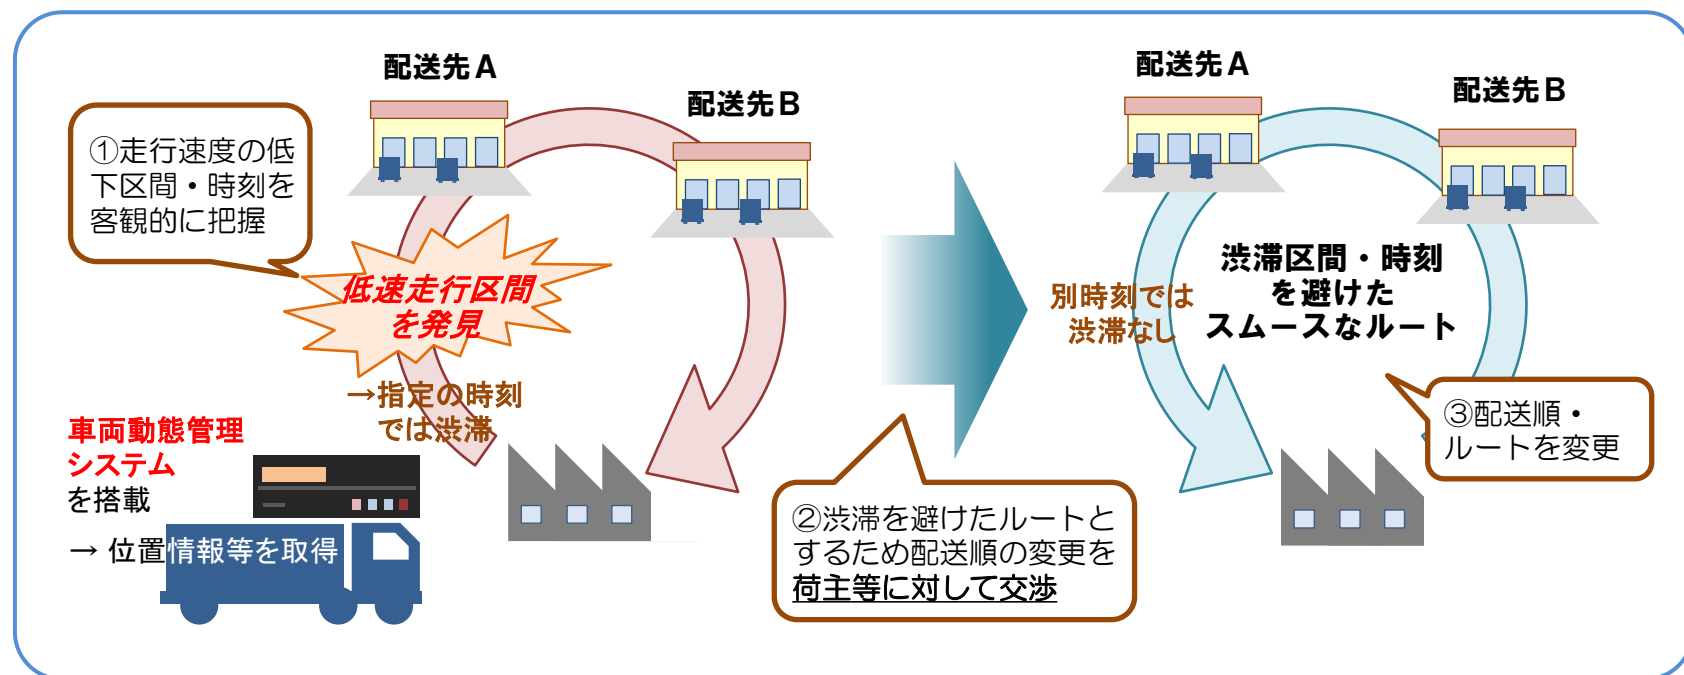 配送先A
配送先B
①走行速度の低
下区間・時刻を
客観的に把握
低速走行区間
を発見
→指定の時刻
では渋滞
車両動態管理
システム
を搭載
→ 位置情報等を取得
②渋滞を避けたルートと
するため配送順の変更を
荷主等に対して交渉
配送先A
配送先B
別時刻では
渋滞なし
渋滞区間・時刻
を避けた
スムースなルート
③配送順・
ルートを変更